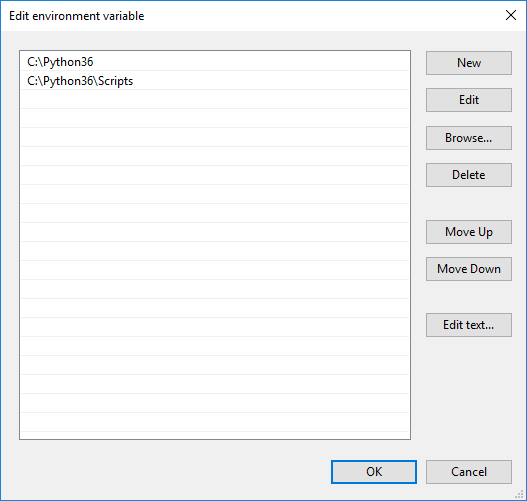 Edit environment variable
C:\Python36
C:\Python36\Scripts
New
Edit
Browse...
Delete
Move Up
Move Down
Edit text...
OK
Cancel